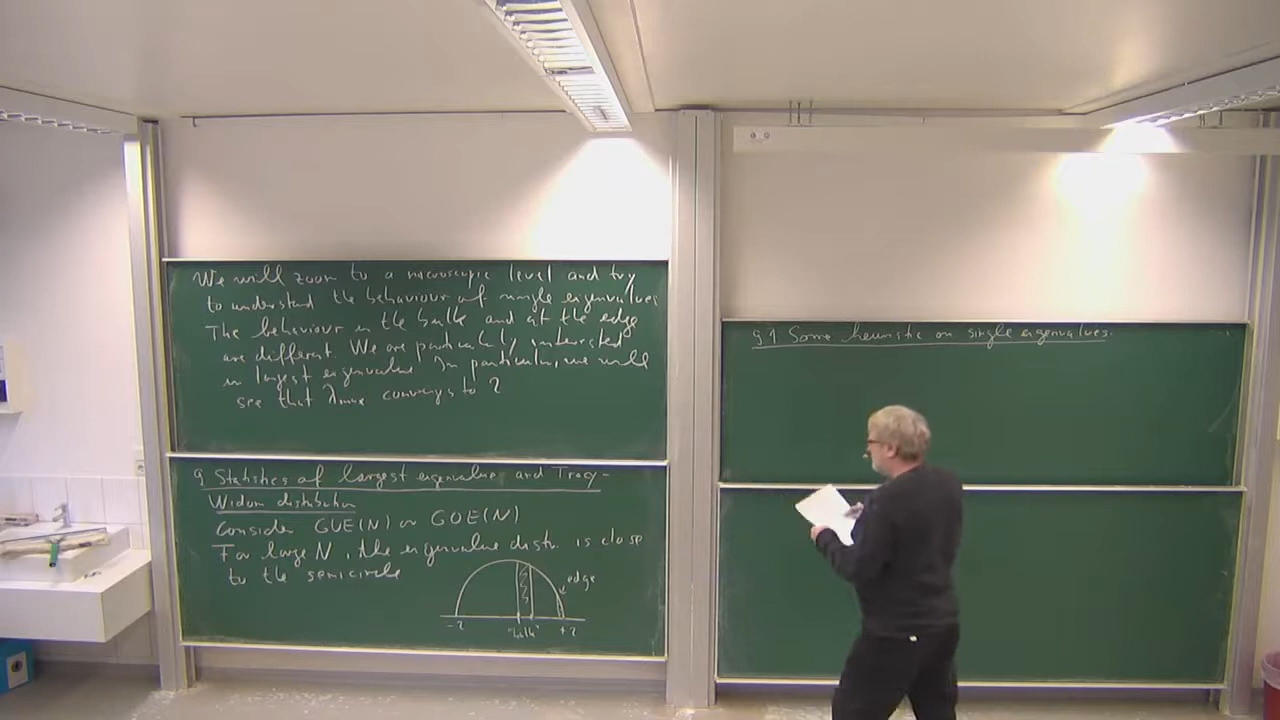 We will zoom to a microscopic level and try
to understand the behaviour of single eigenvalues
The behaviour in the bulk and at the edge
are different. We are particularly interested
in largest eigenvalue In particular, we will
see that λmax converges to 2
§ Statistics of largest eigenvalue and Tracy-
Widom distribution
Consider GUE(N) or GOE(N)
For large N, the eigenvalue distr. is close
to the semicircle
edge
-2 "bulk" +2
§1 Some heuristic on single eigenvalues.